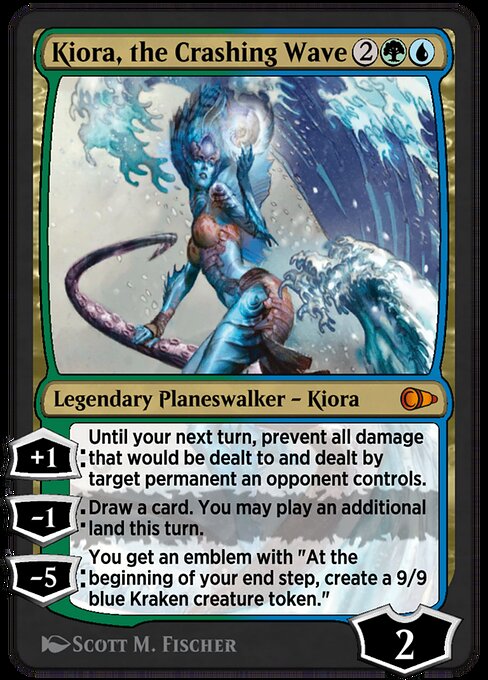 Kiora, the Crashing Wave 2
Legendary Planeswalker – Kiora
+1 : Until your next turn, prevent all damage
that would be dealt to and dealt by
target permanent an opponent controls.
-1 : Draw a card. You may play an additional
land this turn.
-5 : You get an emblem with "At the
beginning of your end step, create a 9/9
blue Kraken creature token."
Scott M. Fischer
2